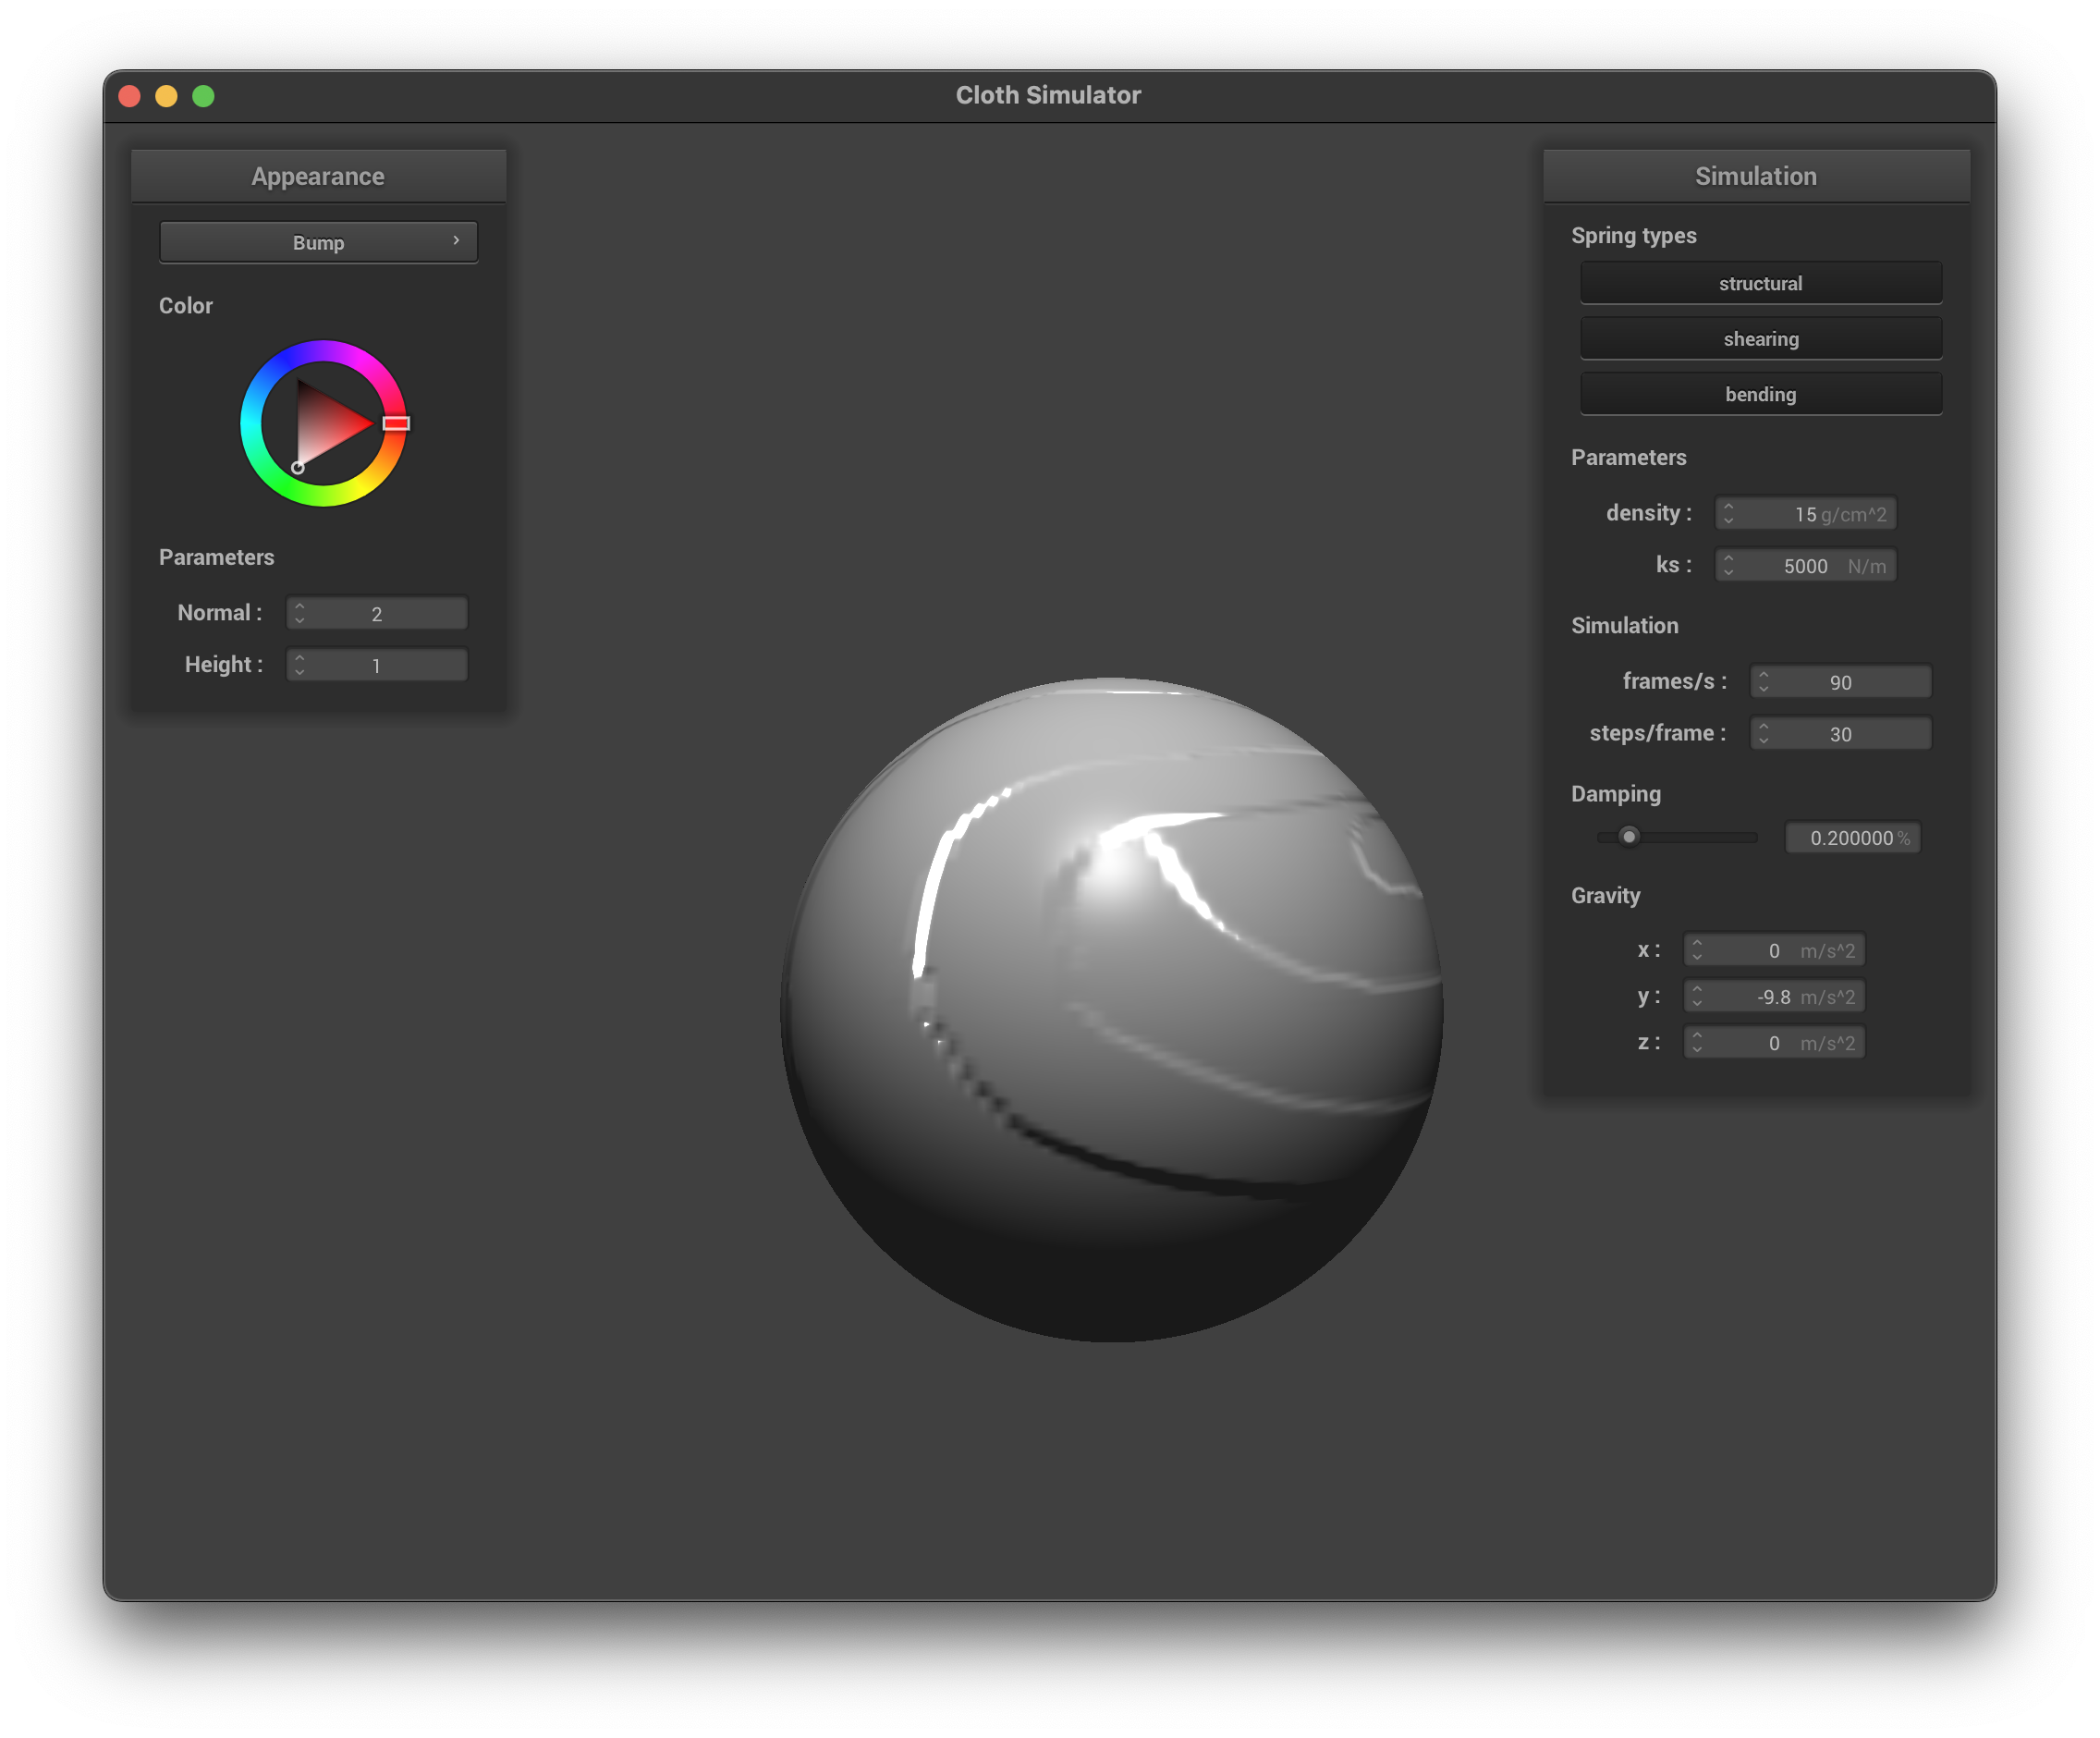 Cloth Simulator
Appearance
Bump
Color
Parameters
Normal : 2
Height : 1
Simulation
Spring types
structural
shearing
bending
Parameters
density : 15 g/cm^2
ks : 5000 N/m
Simulation
frames/s : 90
steps/frame : 30
Damping
0.200000 %
Gravity
x : 0 m/s^2
y : -9.8 m/s^2
z : 0 m/s^2